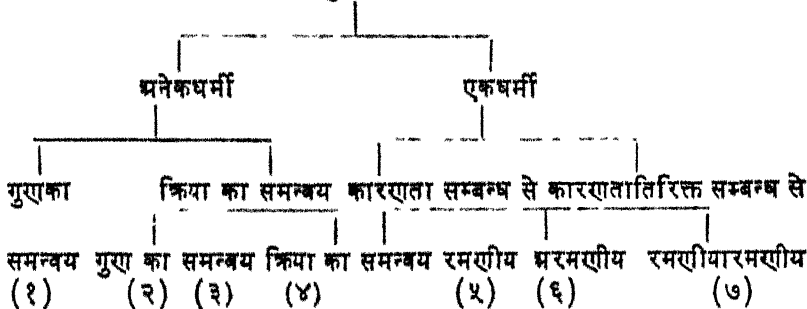 अनेकधर्मी एकधर्मी
गुणका क्रिया का समन्वय कारणता सम्बन्ध से कारणतातिरिक्त सम्बन्ध से
समन्वय गुण का समन्वय क्रिया का समन्वय रमणीय अरमणीय रमणीयारमणीय
(१) (२) (३) (४) (५) (६) (७)